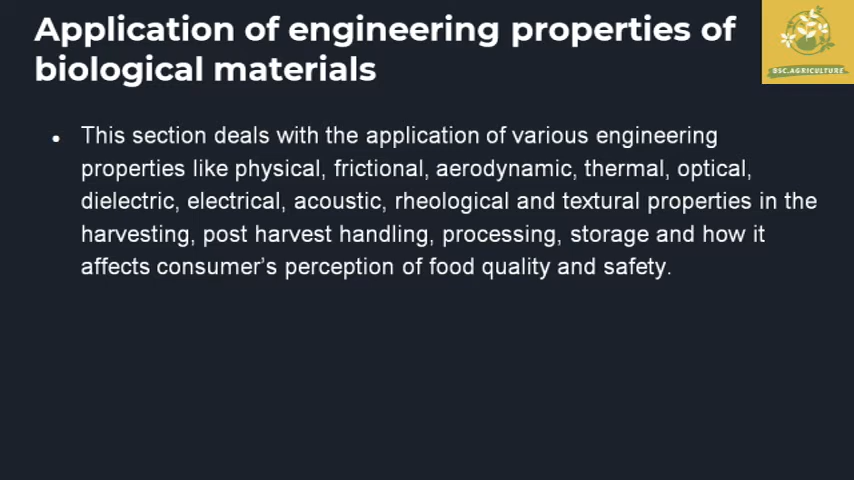 Application of engineering properties of
biological materials
BSC.AGRICULTURE
• This section deals with the application of various engineering
properties like physical, frictional, aerodynamic, thermal, optical,
dielectric, electrical, acoustic, rheological and textural properties in the
harvesting, post harvest handling, processing, storage and how it
affects consumer’s perception of food quality and safety.